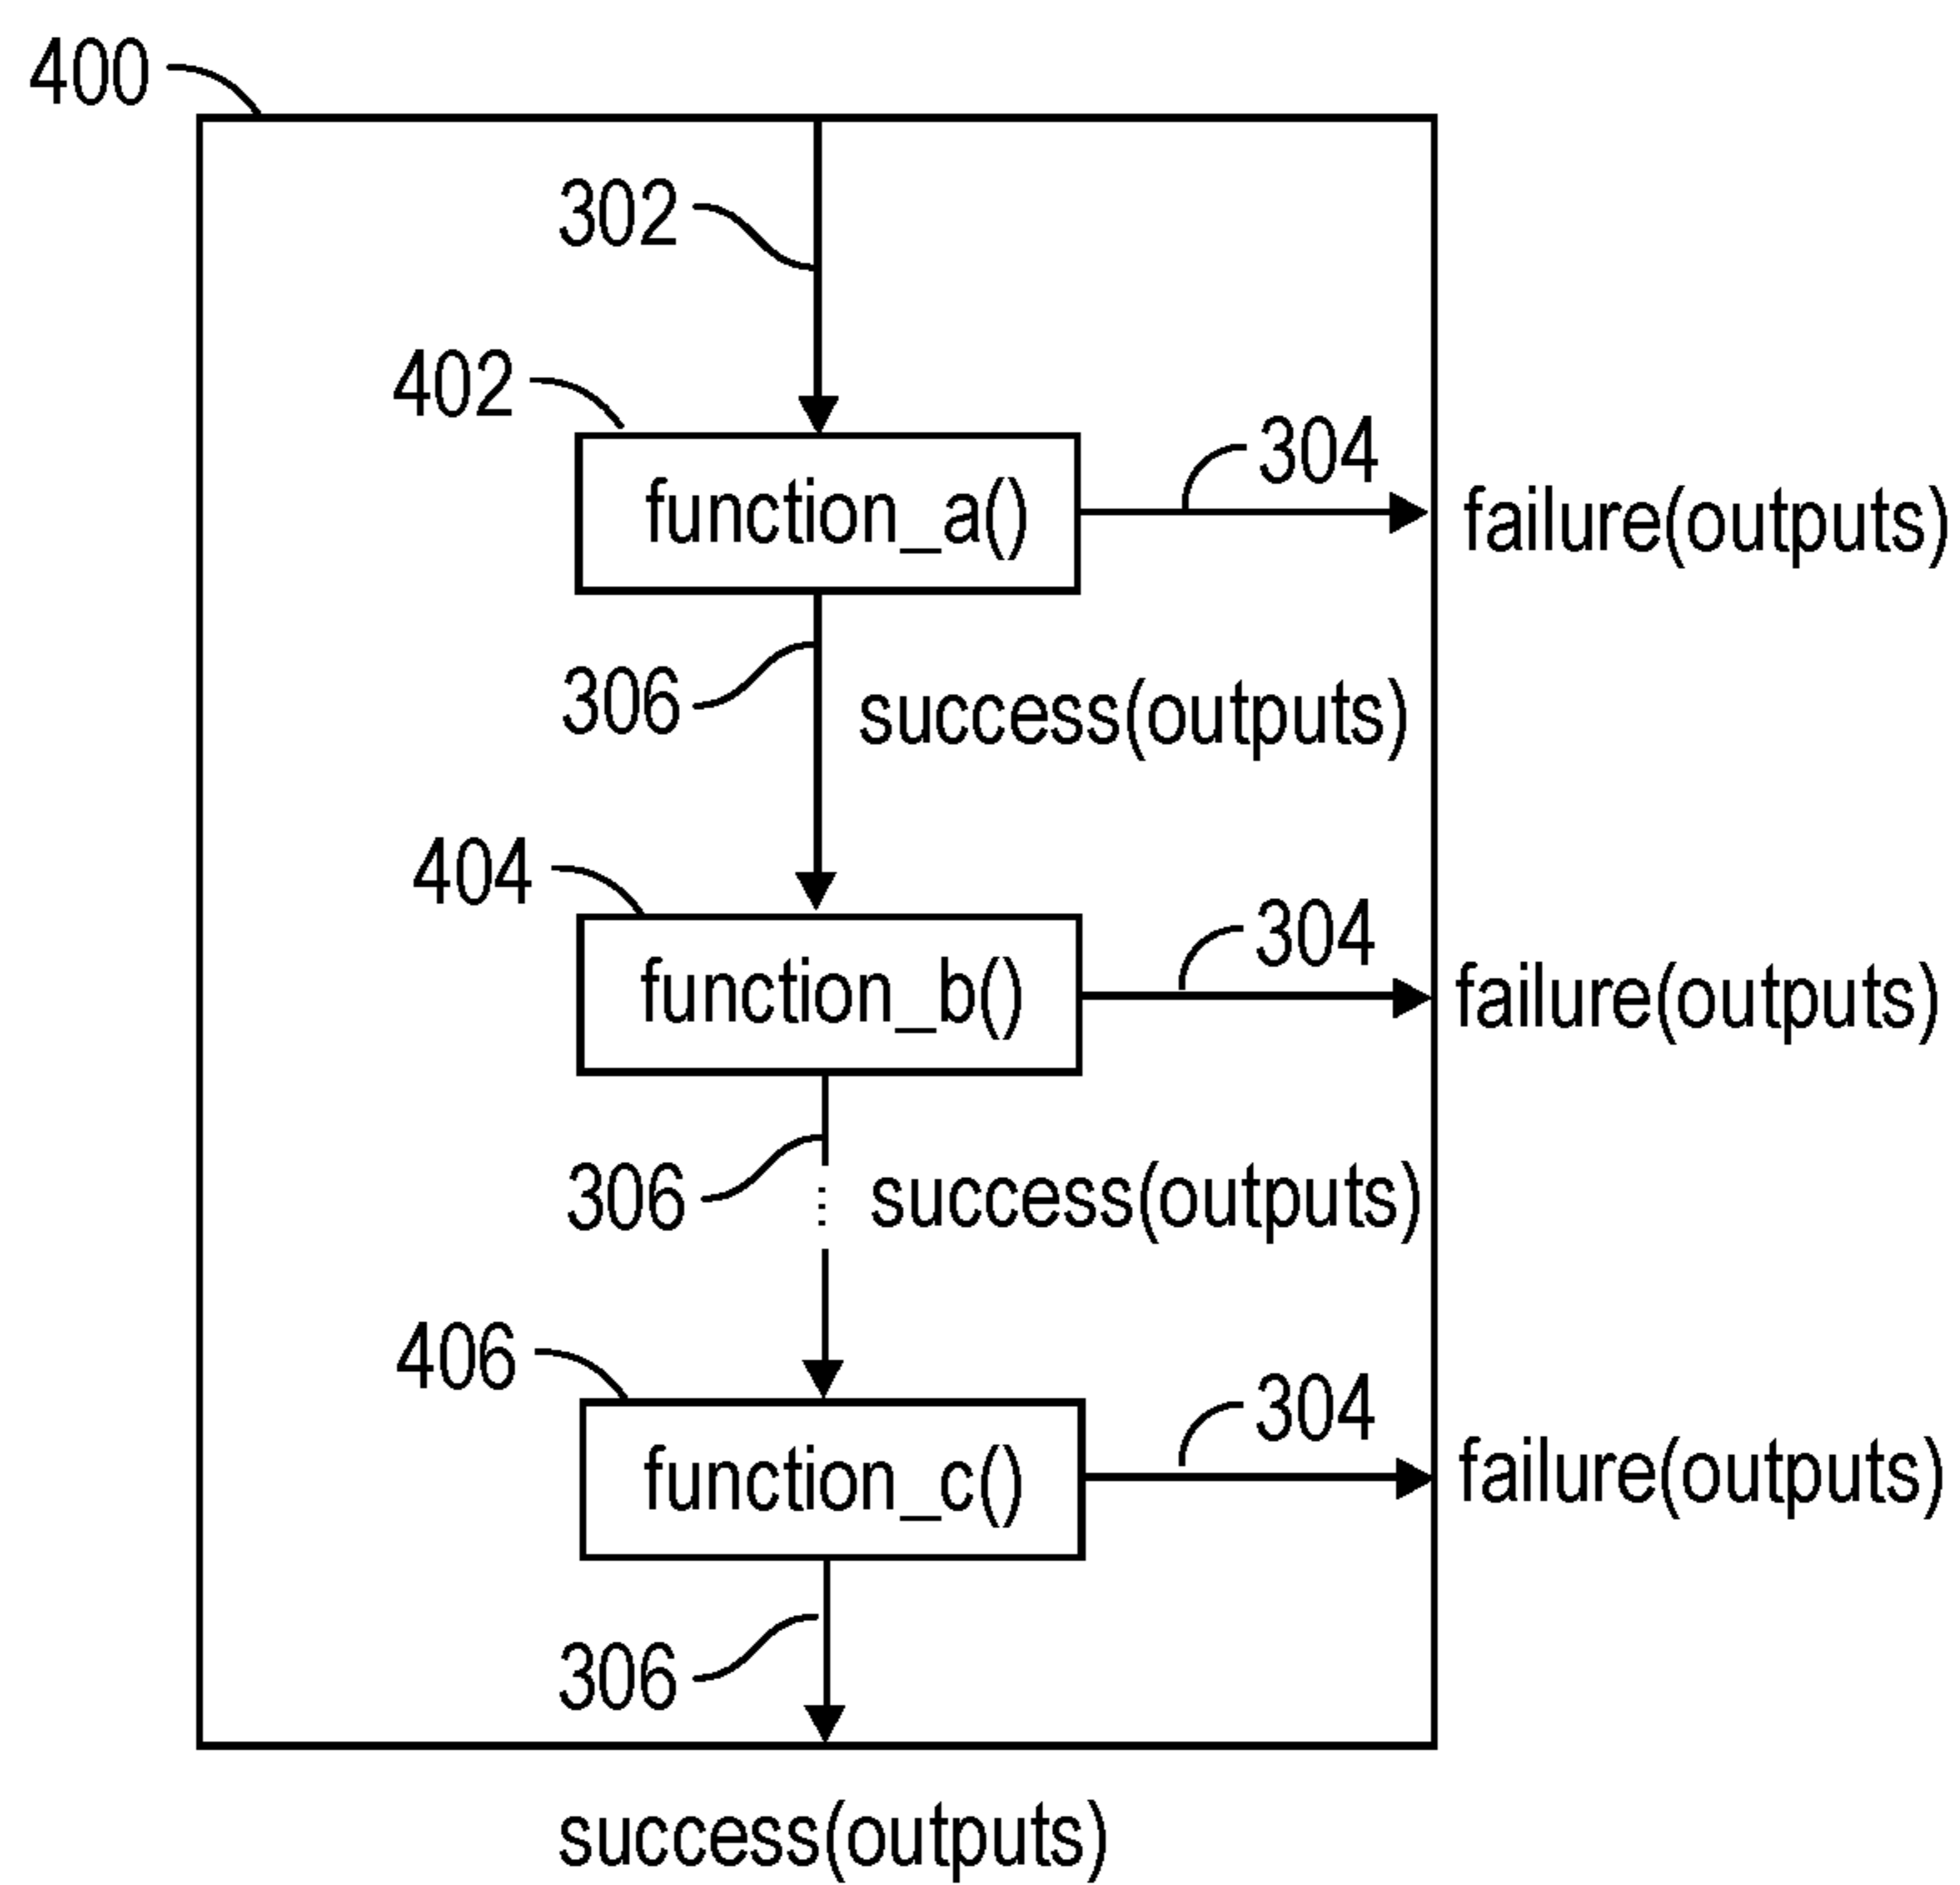 400
302
402
304
function_a()
failure(outputs)
306
success(outputs)
404
304
function_b()
failure(outputs)
306
success(outputs)
406
304
function_c()
failure(outputs)
306
success(outputs)